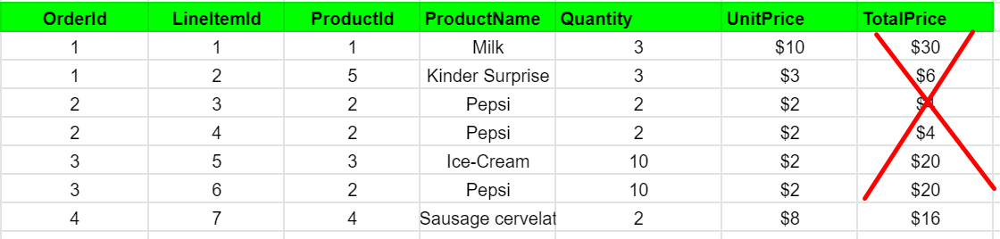 OrderId LineItemId ProductId ProductName Quantity UnitPrice TotalPrice
1 1 1 Milk 3 $10 $30
1 2 5 Kinder Surprise 3 $3 $6
2 3 2 Pepsi 2 $2
2 4 2 Pepsi 2 $2 $4
3 5 3 Ice-Cream 10 $2 $20
3 6 2 Pepsi 10 $2 $20
4 7 4 Sausage cervelat 2 $8 $16